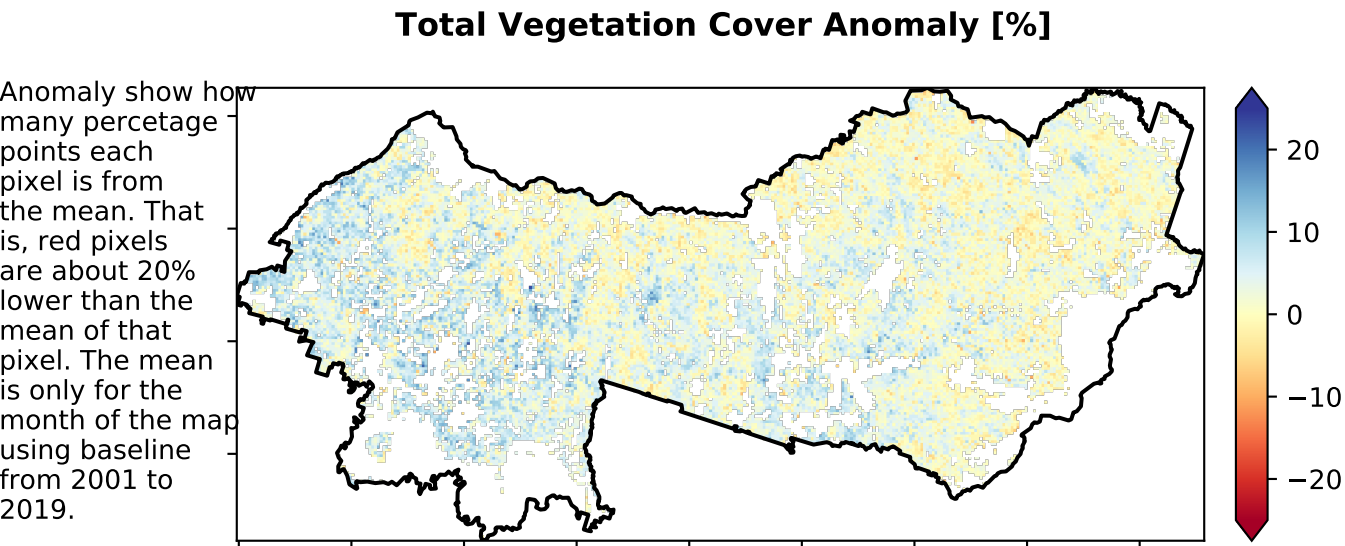 Total Vegetation Cover Anomaly [%]
Anomaly show how
many percetage
points each
pixel is from
the mean. That
is, red pixels
are about 20%
lower than the
mean of that
pixel. The mean
is only for the
month of the map
using baseline
from 2001 to
2019.
20
10
0
−10
−20